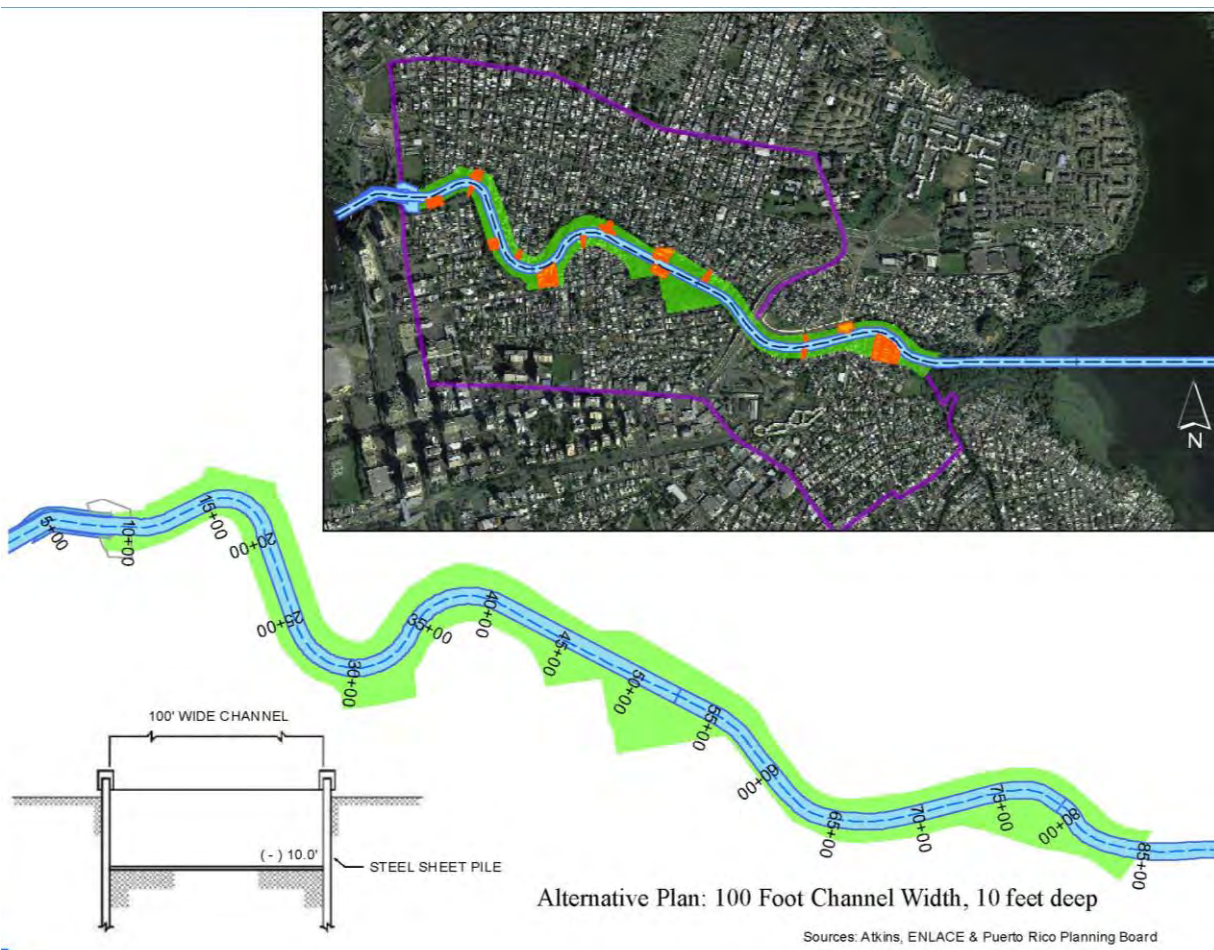 N
5+00
10+00
15+00
20+00
25+00
30+00
35+00
40+00
45+00
50+00
55+00
60+00
65+00
70+00
75+00
80+00
85+00
100' WIDE CHANNEL
( - ) 10.0'
STEEL SHEET PILE
Alternative Plan: 100 Foot Channel Width, 10 feet deep
Sources: Atkins, ENLACE & Puerto Rico Planning Board